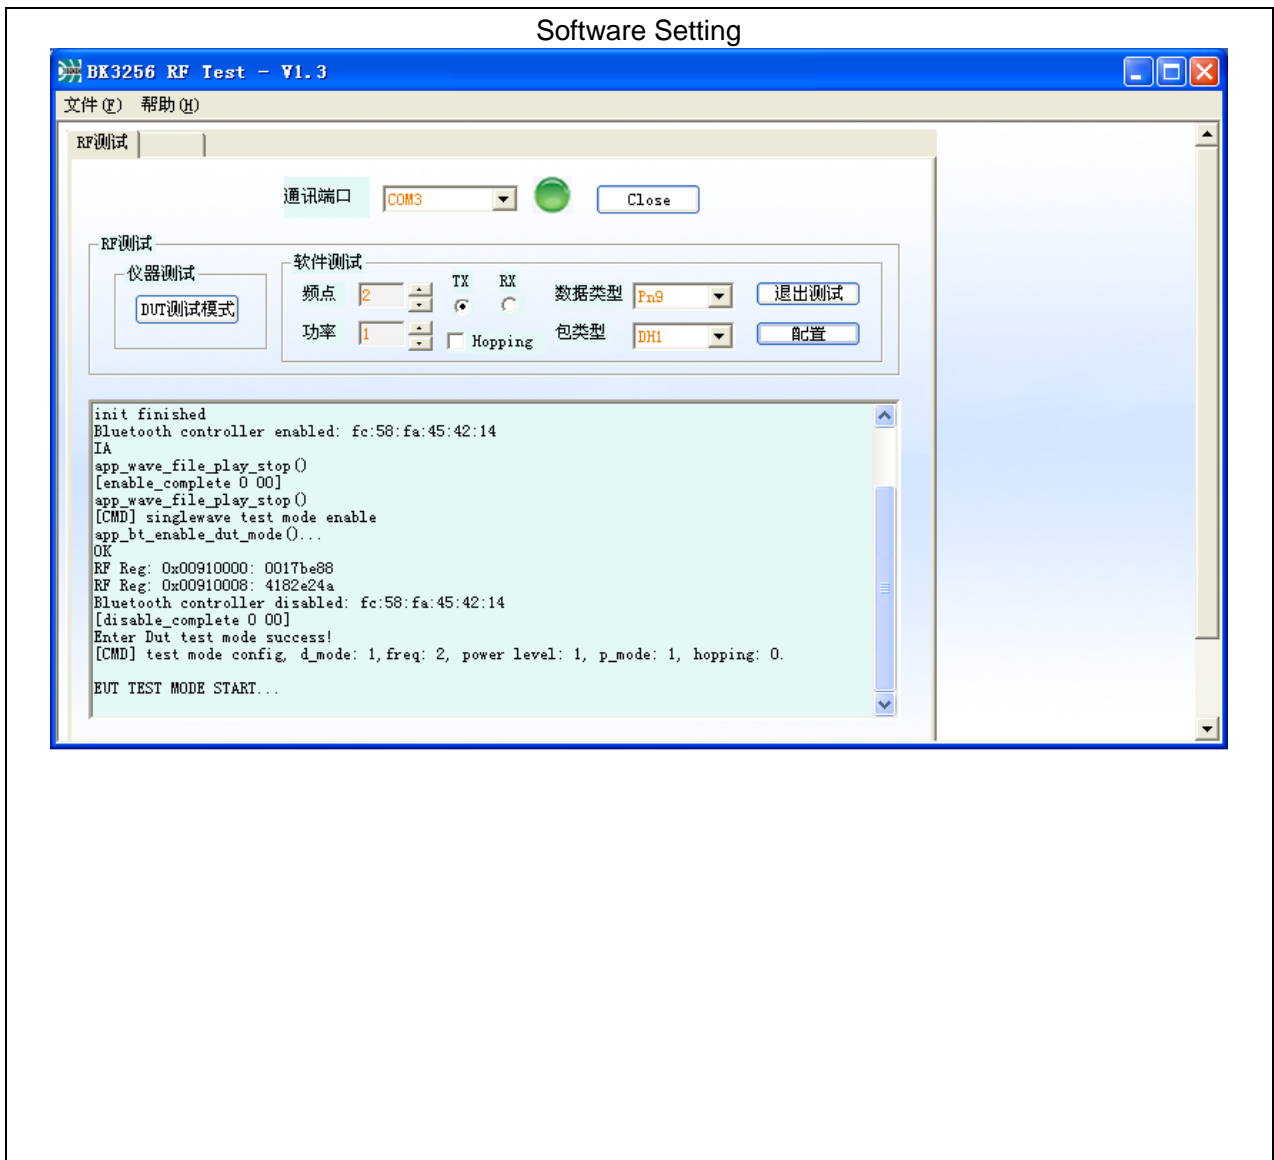 Software Setting
BK3256 RF Test - V1.3
文件(F) 帮助(H)
RF测试
通讯端口 COM3 Close
RF测试
仪器测试
DUT测试模式
软件测试
频点 2 TX RX 数据类型 Pn9 退出测试
功率 1 Hopping 包类型 DH1 配置
init finished
Bluetooth controller enabled: fc:58:fa:45:42:14
IA
app_wave_file_play_stop()
[enable_complete 0 00]
app_wave_file_play_stop()
[CMD] singlewave test mode enable
app_bt_enable_dut_mode()...
OK
RF Reg: 0x00910000: 0017be88
RF Reg: 0x00910008: 4182e24a
Bluetooth controller disabled: fc:58:fa:45:42:14
[disable_complete 0 00]
Enter Dut test mode success!
[CMD] test mode config, d_mode: 1, freq: 2, power level: 1, p_mode: 1, hopping: 0.
EUT TEST MODE START...